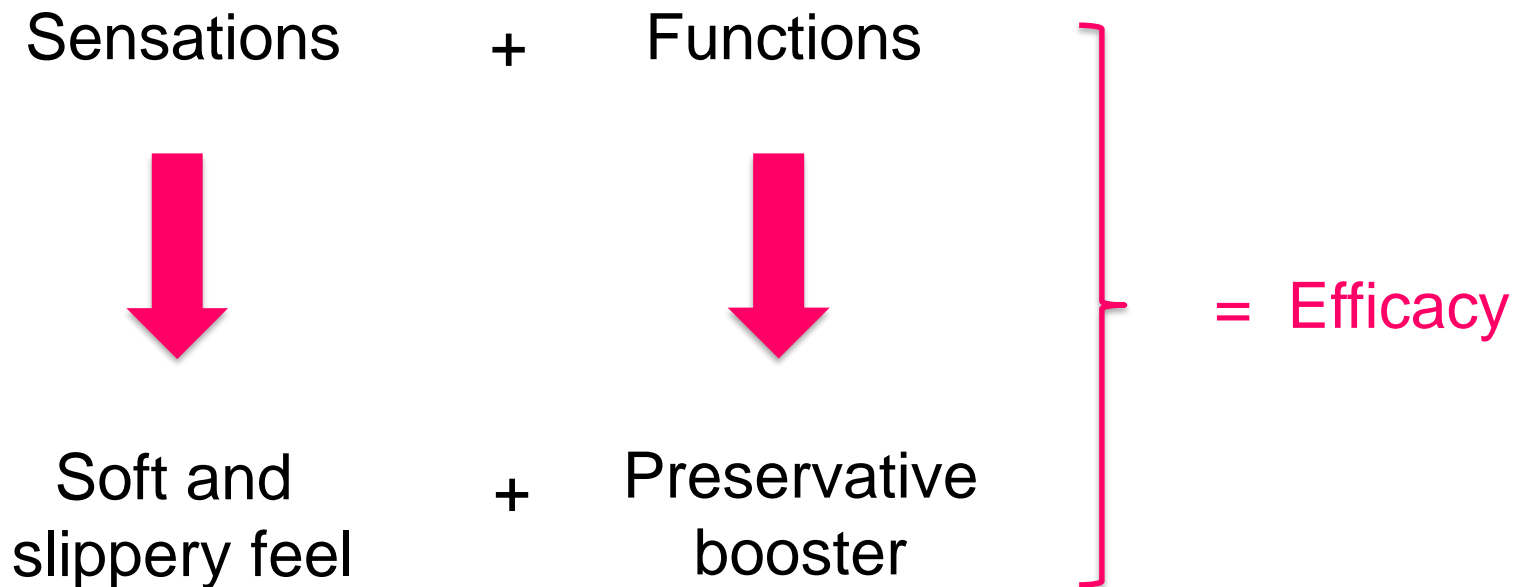 Sensations + Functions
= Efficacy
Soft and + Preservative
slippery feel booster